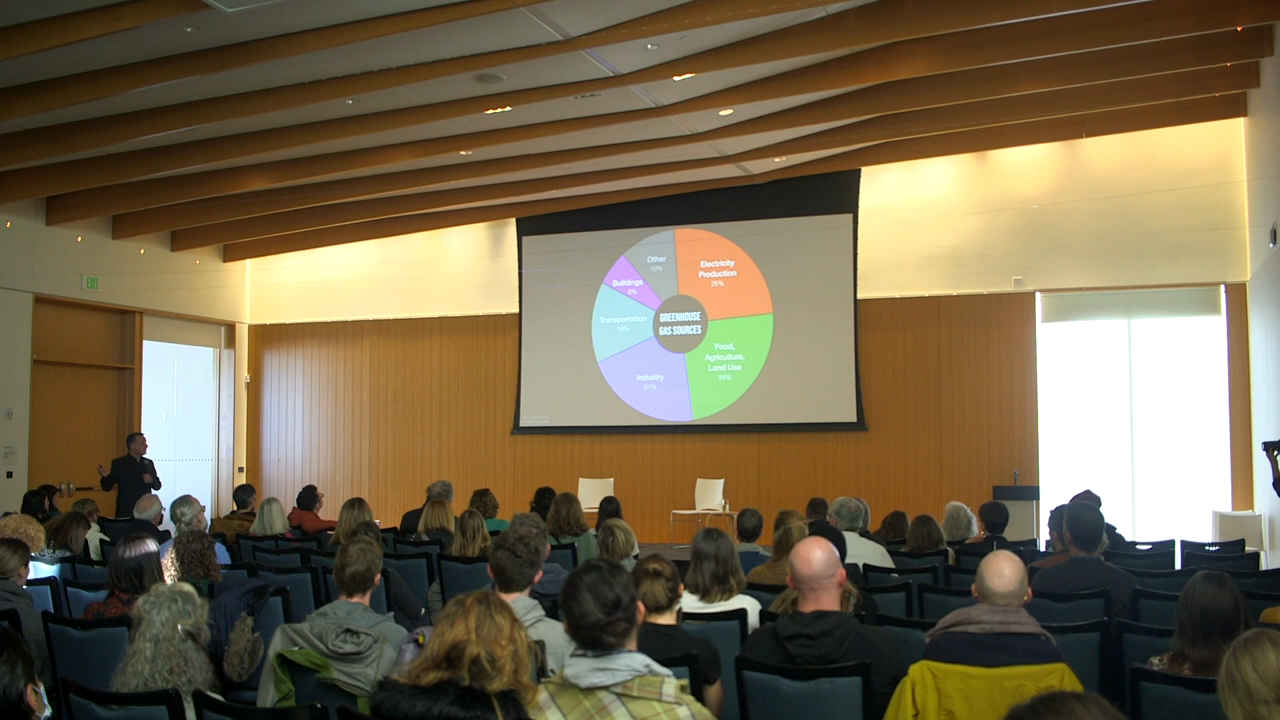 EXIT
Other
10%
Electricity
Production
25%
Buildings
6%
Transportation
14%
GREENHOUSE
GAS SOURCES
Food,
Agriculture,
Land Use
24%
Industry
21%